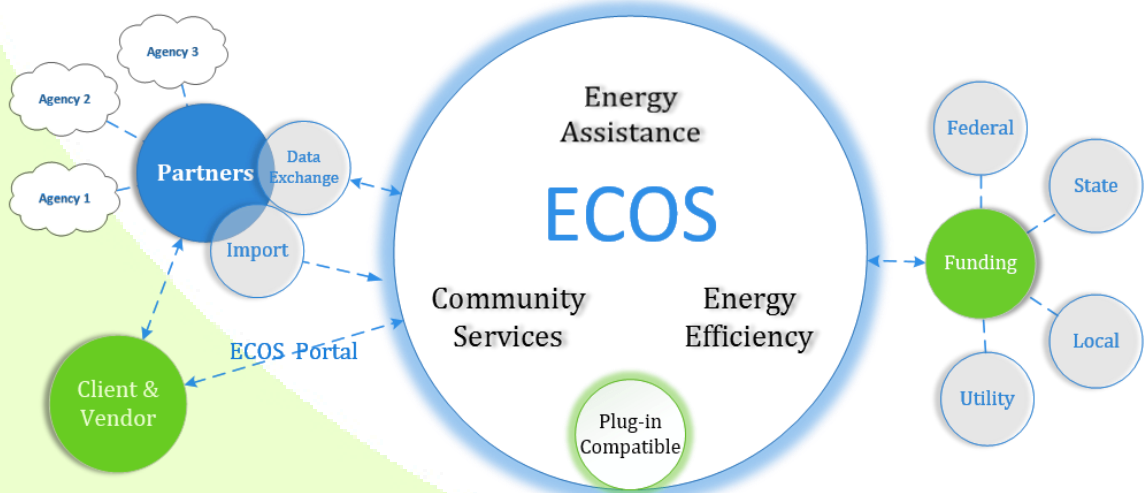 Agency 3
Agency 2
Agency 1
Partners
Data
Exchange
Import
ECOS Portal
Client &
Vendor
Energy
Assistance
ECOS
Community
Services
Energy
Efficiency
Plug-in
Compatible
Federal
State
Funding
Local
Utility